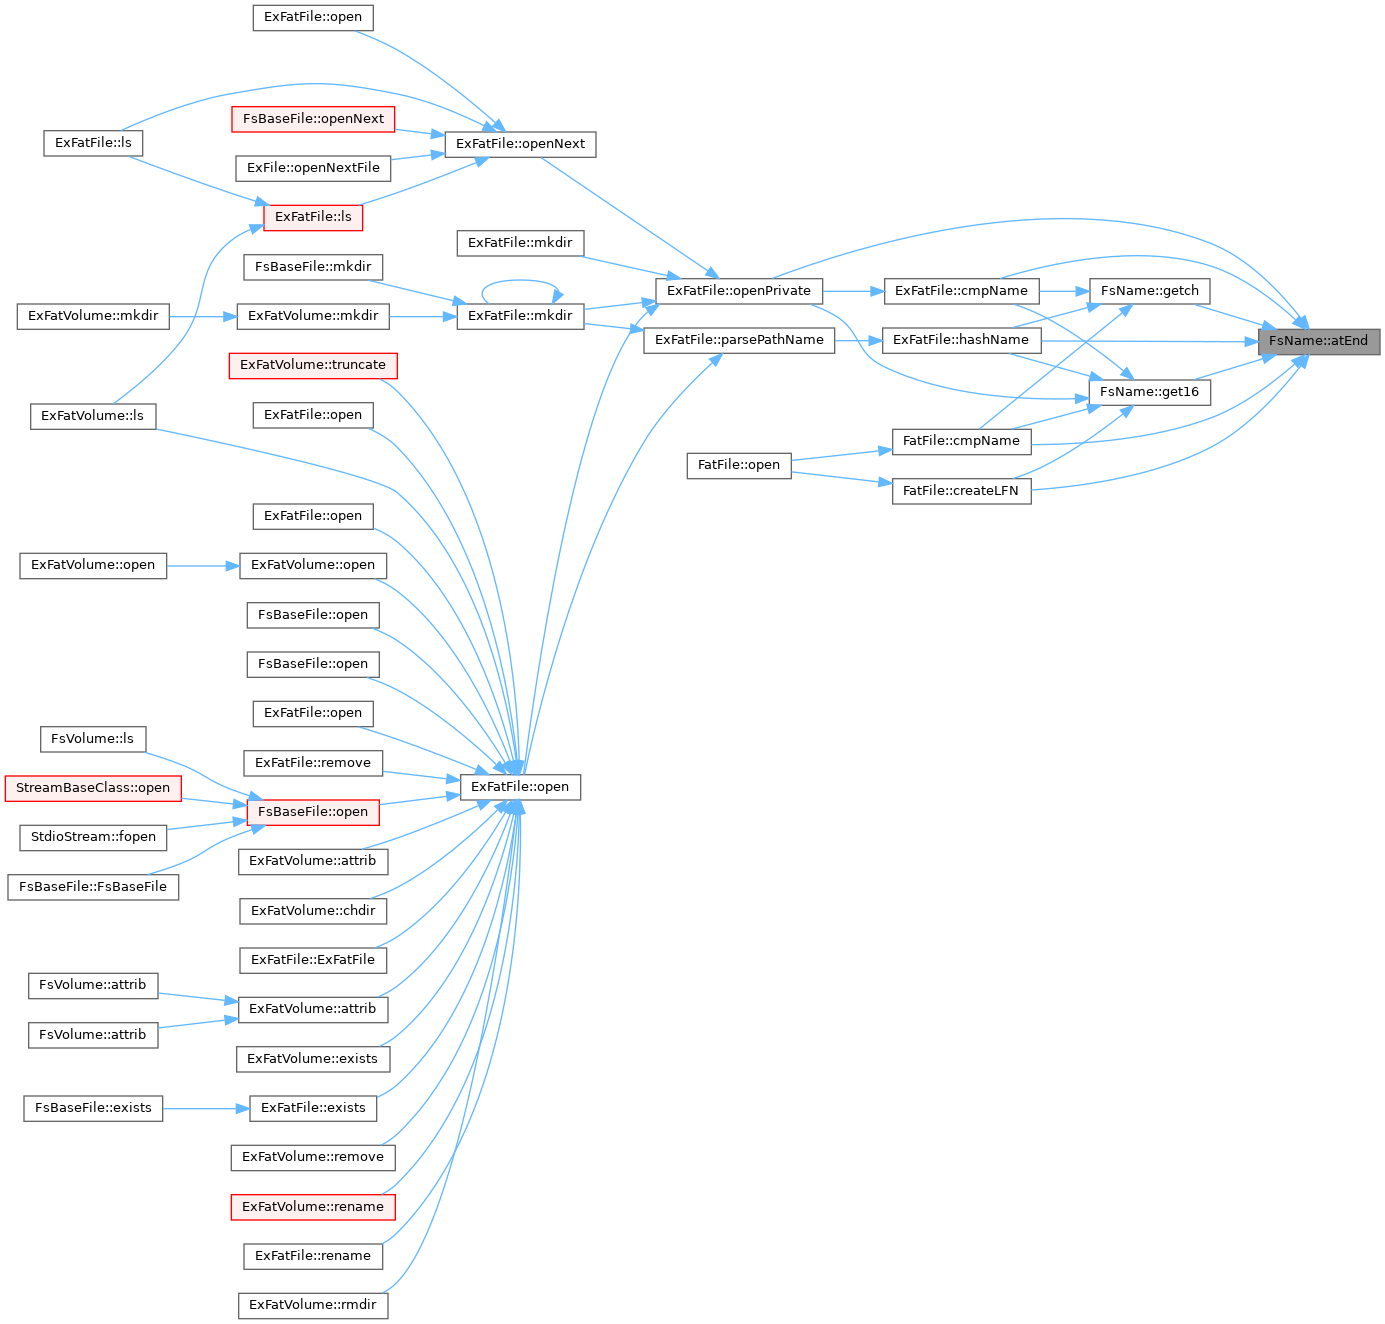 ExFatFile::open
FsBaseFile::openNext
ExFatFile::ls
ExFatFile::openNext
ExFile::openNextFile
ExFatFile::ls
ExFatFile::mkdir
FsBaseFile::mkdir
ExFatFile::openPrivate
ExFatFile::cmpName
FsName::getch
ExFatVolume::mkdir
ExFatVolume::mkdir
ExFatFile::mkdir
ExFatFile::parsePathName
ExFatFile::hashName
FsName::atEnd
ExFatVolume::truncate
FsName::get16
ExFatVolume::ls
ExFatFile::open
FatFile::cmpName
FatFile::open
FatFile::createLFN
ExFatFile::open
ExFatVolume::open
ExFatVolume::open
FsBaseFile::open
FsBaseFile::open
ExFatFile::open
FsVolume::ls
ExFatFile::remove
StreamBaseClass::open
ExFatFile::open
FsBaseFile::open
StdioStream::fopen
ExFatVolume::attrib
FsBaseFile::FsBaseFile
ExFatVolume::chdir
ExFatFile::ExFatFile
FsVolume::attrib
ExFatVolume::attrib
FsVolume::attrib
ExFatVolume::exists
FsBaseFile::exists
ExFatFile::exists
ExFatVolume::remove
ExFatVolume::rename
ExFatFile::rename
ExFatVolume::rmdir